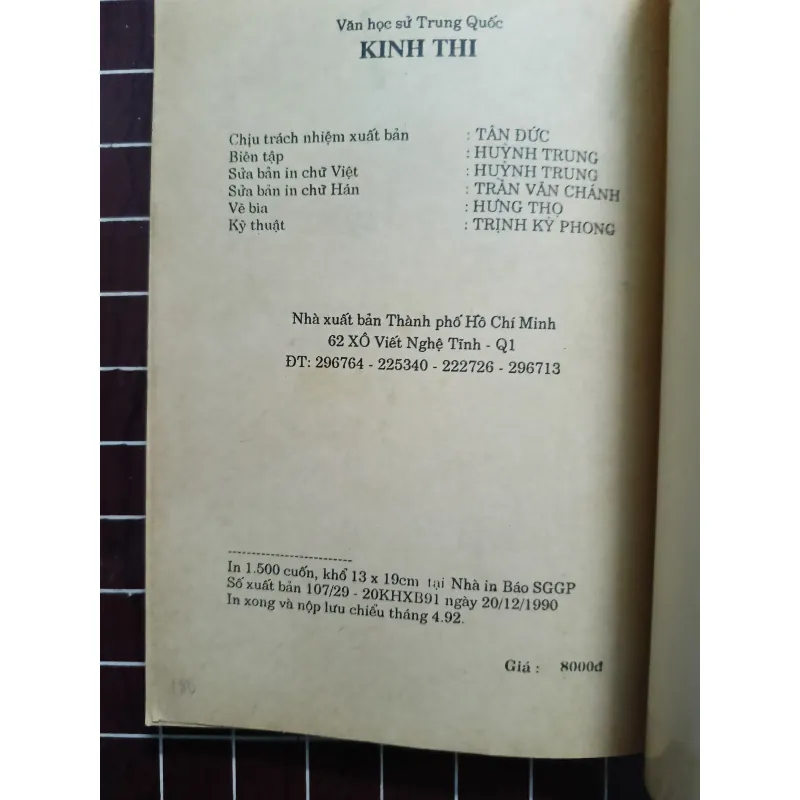 Văn học sử Trung Quốc
KINH THI
Chịu trách nhiệm xuất bản : TÂN ĐỨC
Biên tập : HUỲNH TRUNG
Sửa bản in chữ Việt : HUỲNH TRUNG
Sửa bản in chữ Hán : TRẦN VĂN CHÁNH
Vẽ bìa : HƯNG THỌ
Kỹ thuật : TRỊNH KỲ PHONG
Nhà xuất bản Thành phố Hồ Chí Minh
62 XÔ Viết Nghệ Tĩnh - Q1
ĐT: 296764 - 225340 - 222726 - 296713
In 1.500 cuốn, khổ 13 x 19cm tại Nhà in Báo SGGP
Số xuất bản 107/29 - 20KHXB91 ngày 20/12/1990
In xong và nộp lưu chiểu tháng 4.92.
Giá : 8000đ